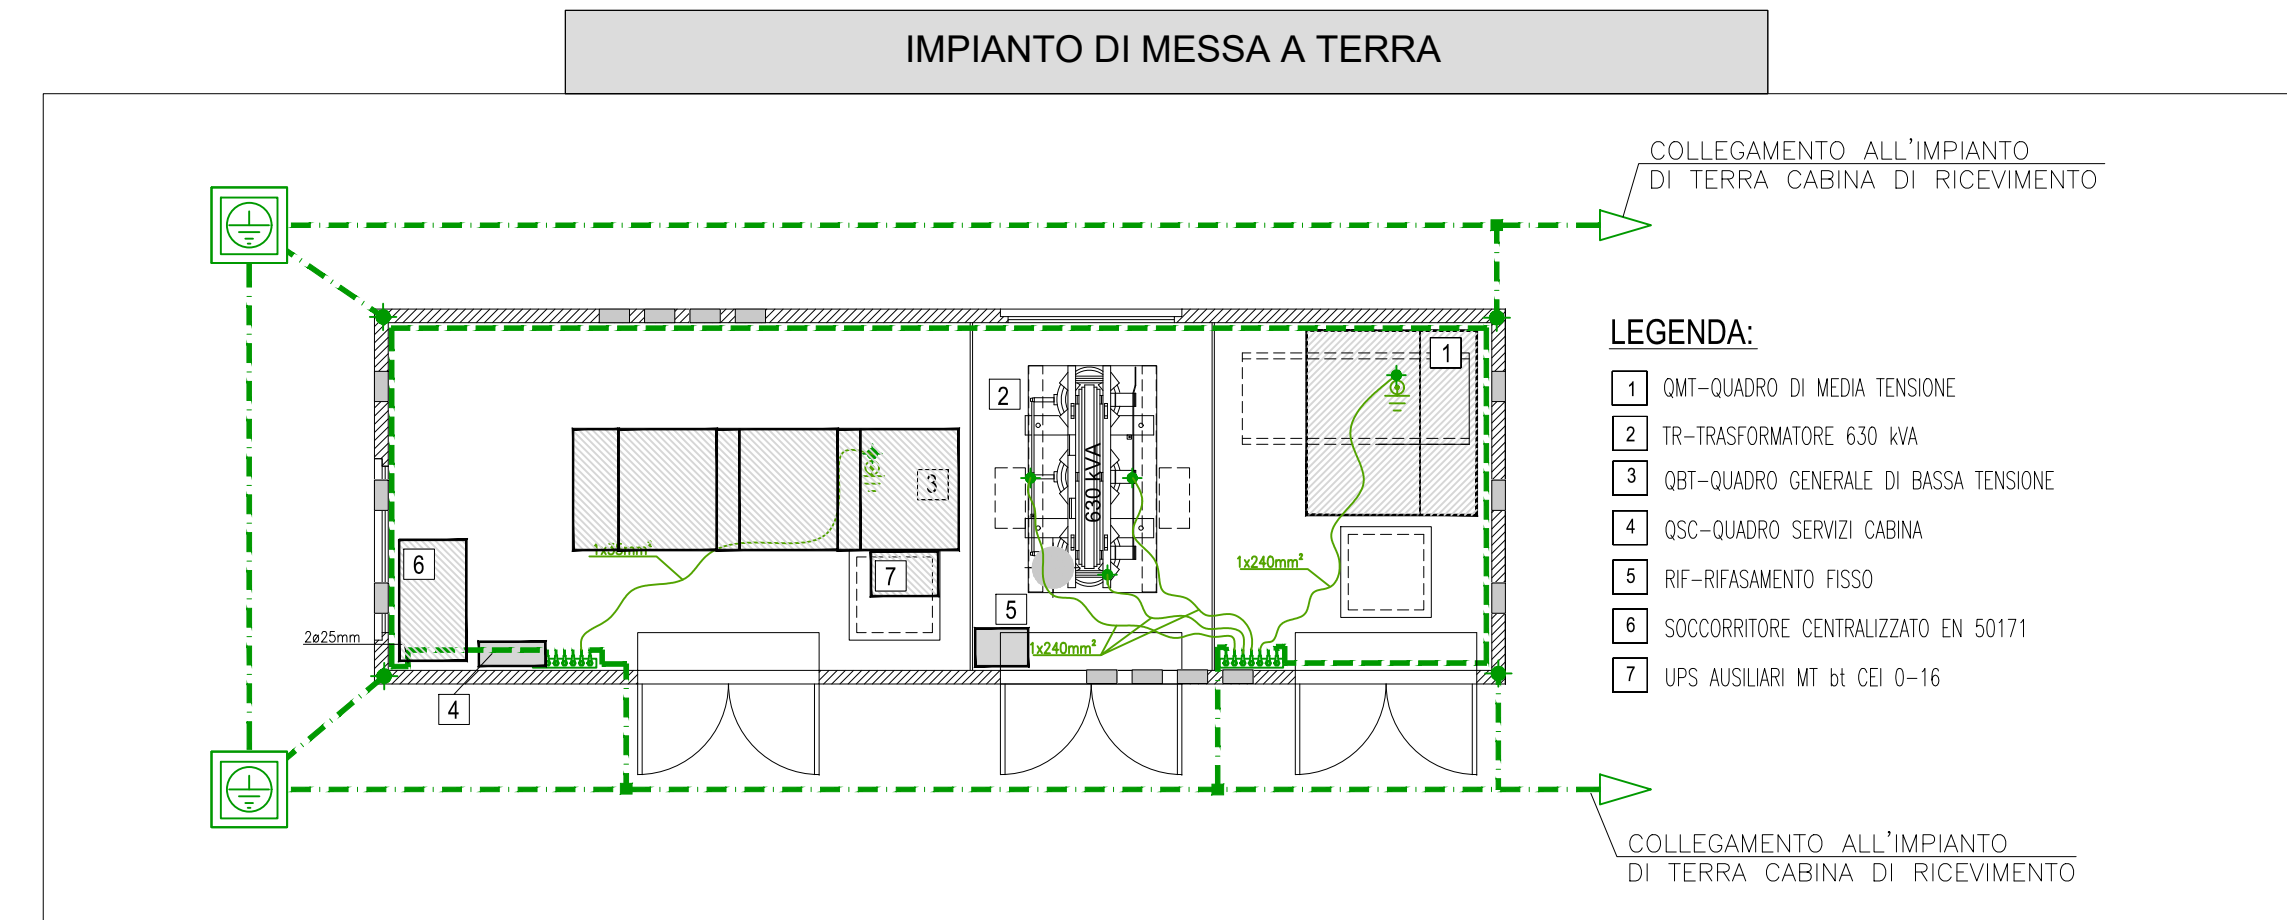 IMPIANTO DI MESSA A TERRA
COLLEGAMENTO ALL'IMPIANTO
DI TERRA CABINA DI RICEVIMENTO
LEGENDA:
1 QMT-QUADRO DI MEDIA TENSIONE
2 TR-TRASFORMATORE 630 kVA
3 QBT-QUADRO GENERALE DI BASSA TENSIONE
4 QSC-QUADRO SERVIZI CABINA
5 RIF-RIFASAMENTO FISSO
6 SOCCORRITORE CENTRALIZZATO EN 50171
7 UPS AUSILIARI MT bt CEI 0-16
1
2
630 kVA
3
1x35mm²
6
7
1x240mm²
5
2ø25mm
1x240mm²
4
COLLEGAMENTO ALL'IMPIANTO
DI TERRA CABINA DI RICEVIMENTO